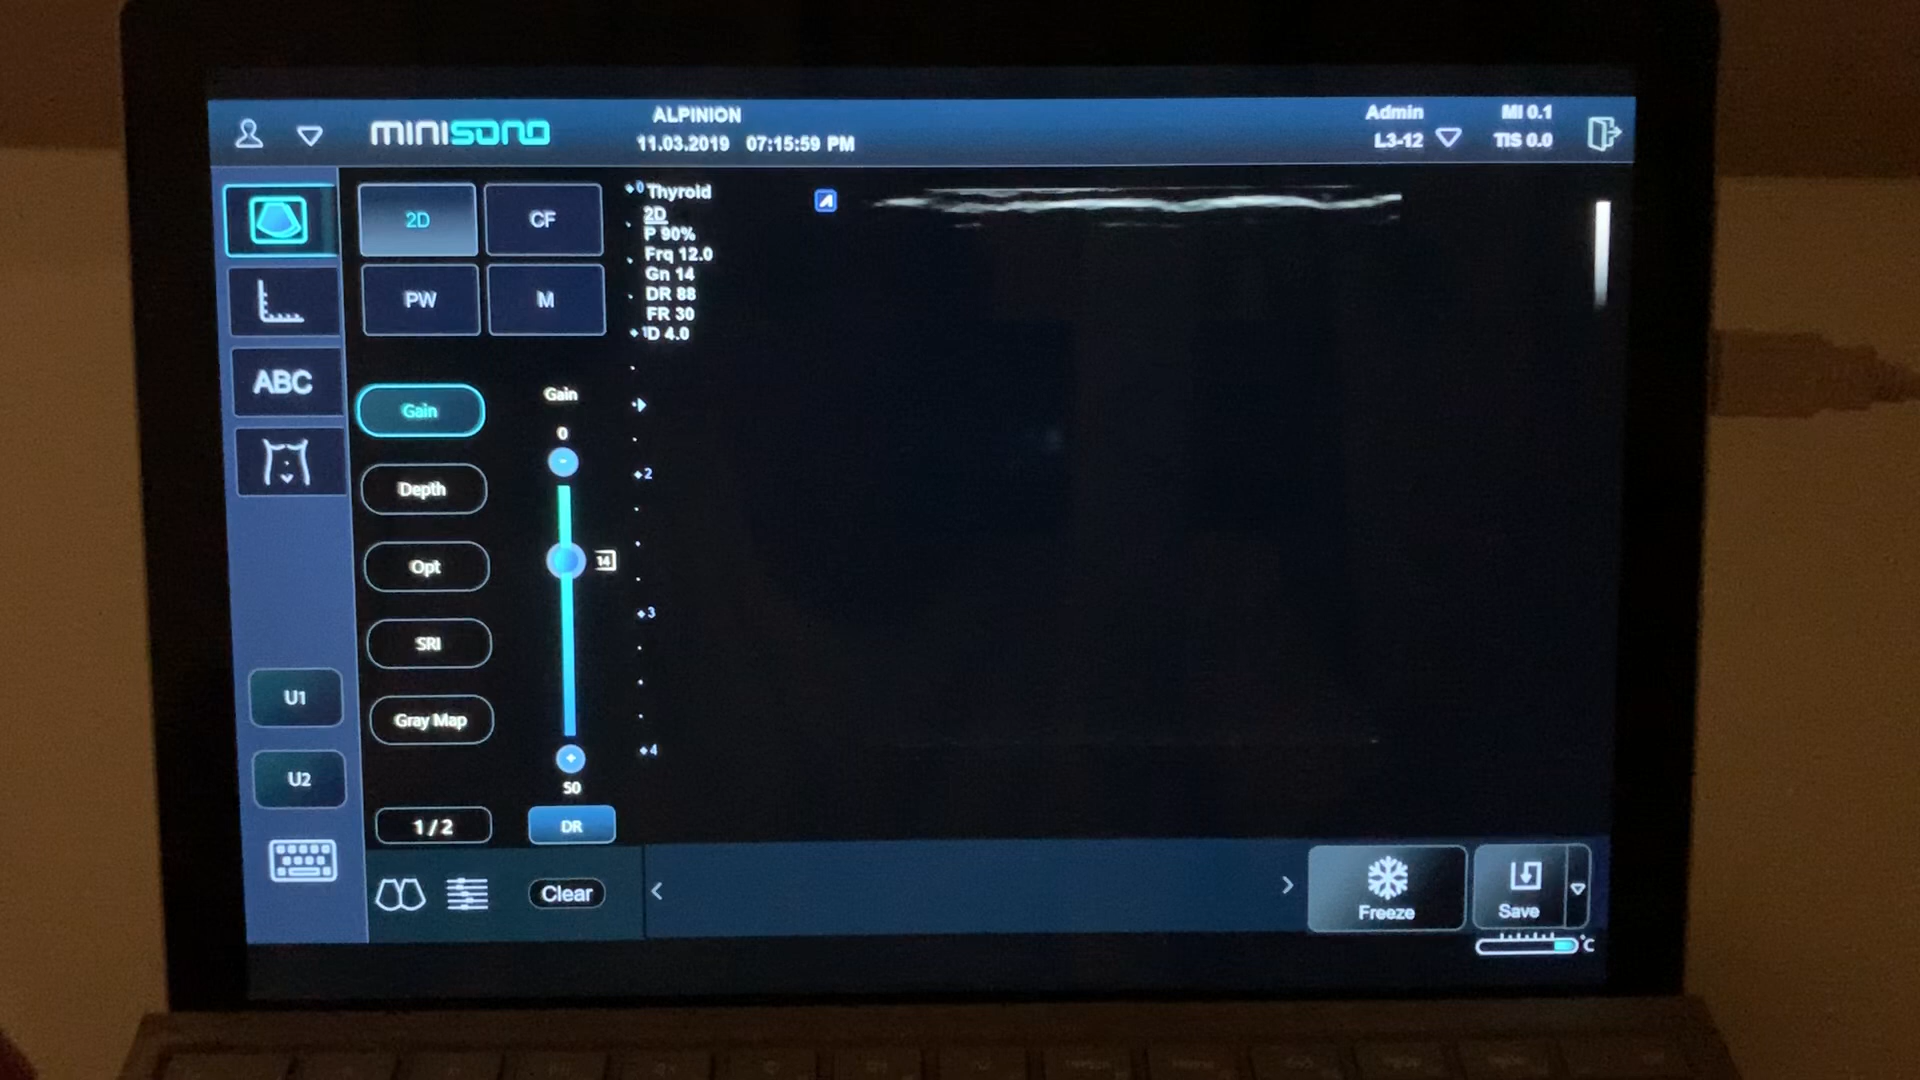 minisono
ALPINION
11.03.2019 07:15:59 PM
Admin
L3-12
MI 0.1
TIS 0.0
2D
CF
PW
M
0
Thyroid
2D
P 90%
Frq 12.0
Gn 14
DR 88
FR 30
1
D 4.0
2
3
4
ABC
Gain
Depth
Opt
SRI
Gray Map
1 / 2
Gain
0
-
14
+
50
DR
U1
U2
Clear
<
>
Freeze
Save
°C